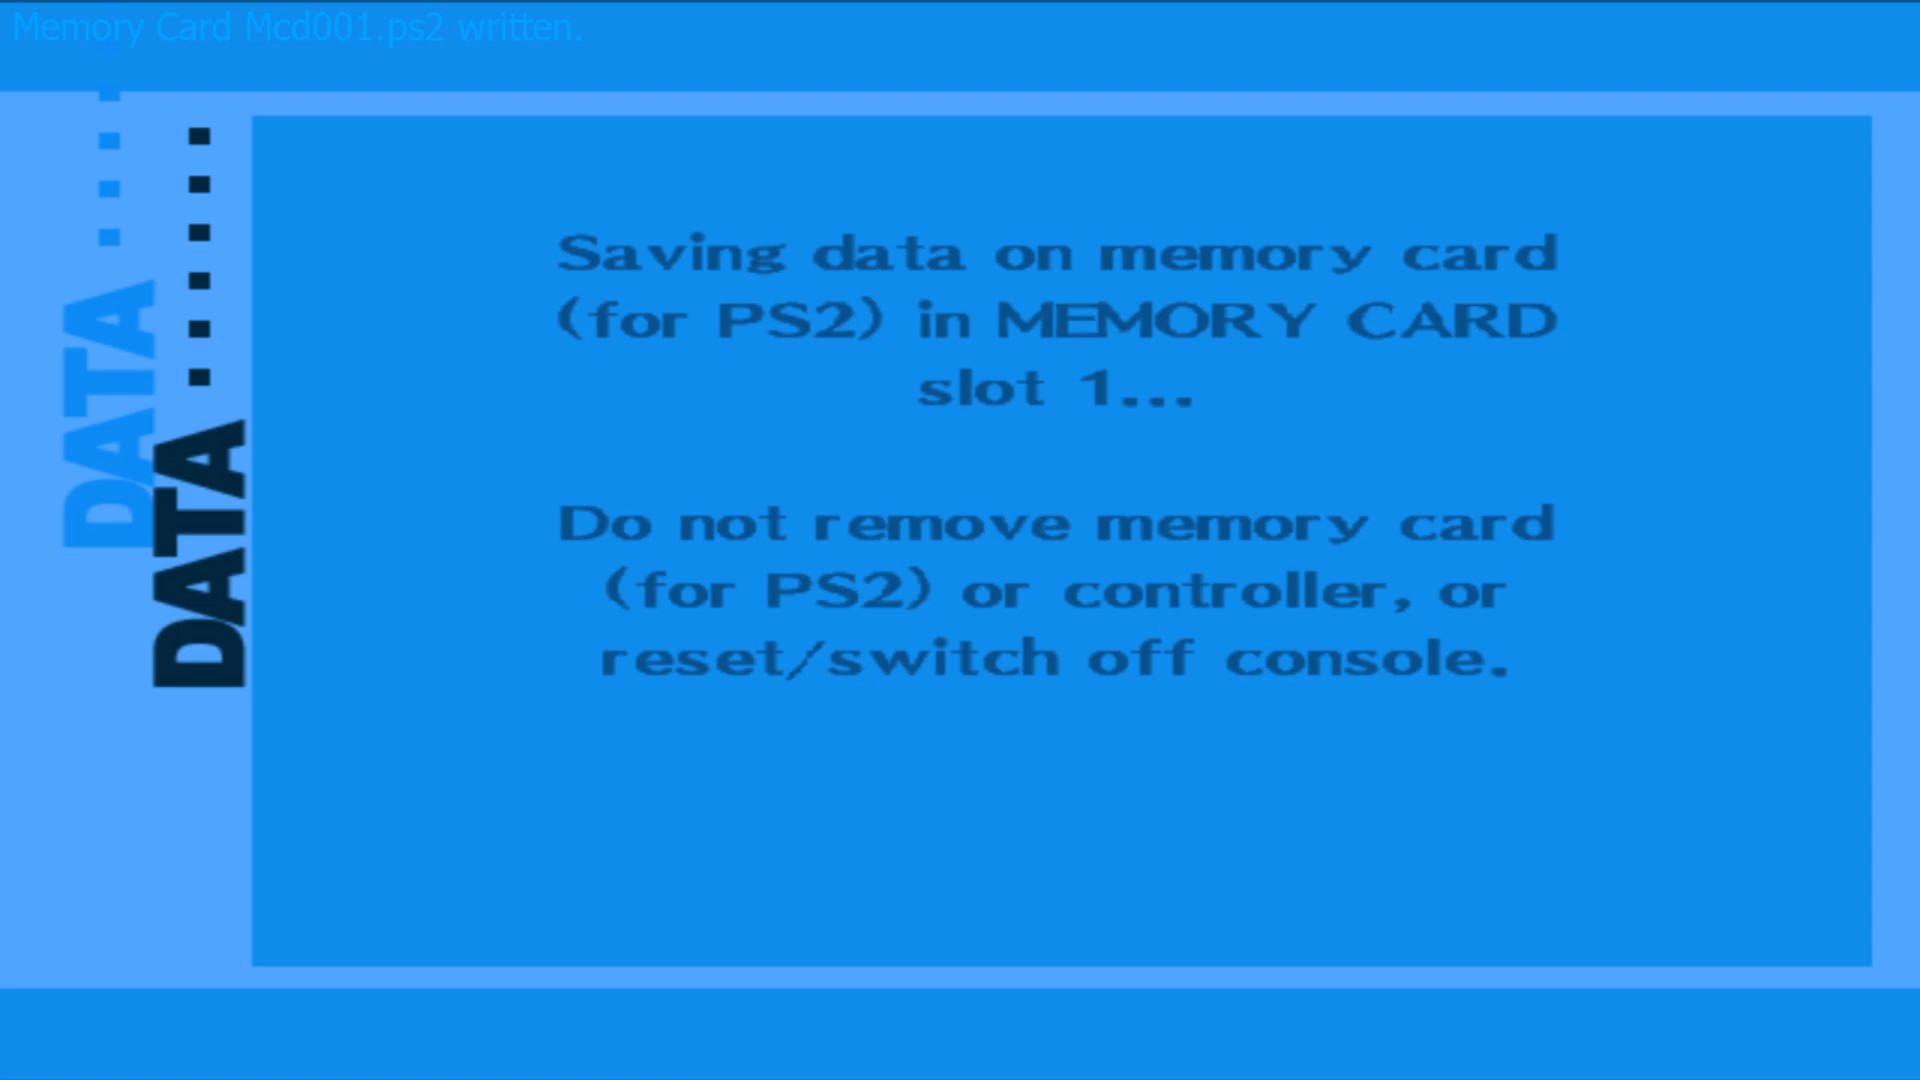 Memory Card Mcd001.ps2 written.
DATA
DATA
Saving data on memory card
(for PS2) in MEMORY CARD
slot 1...
Do not remove memory card
(for PS2) or controller, or
reset/switch off console.